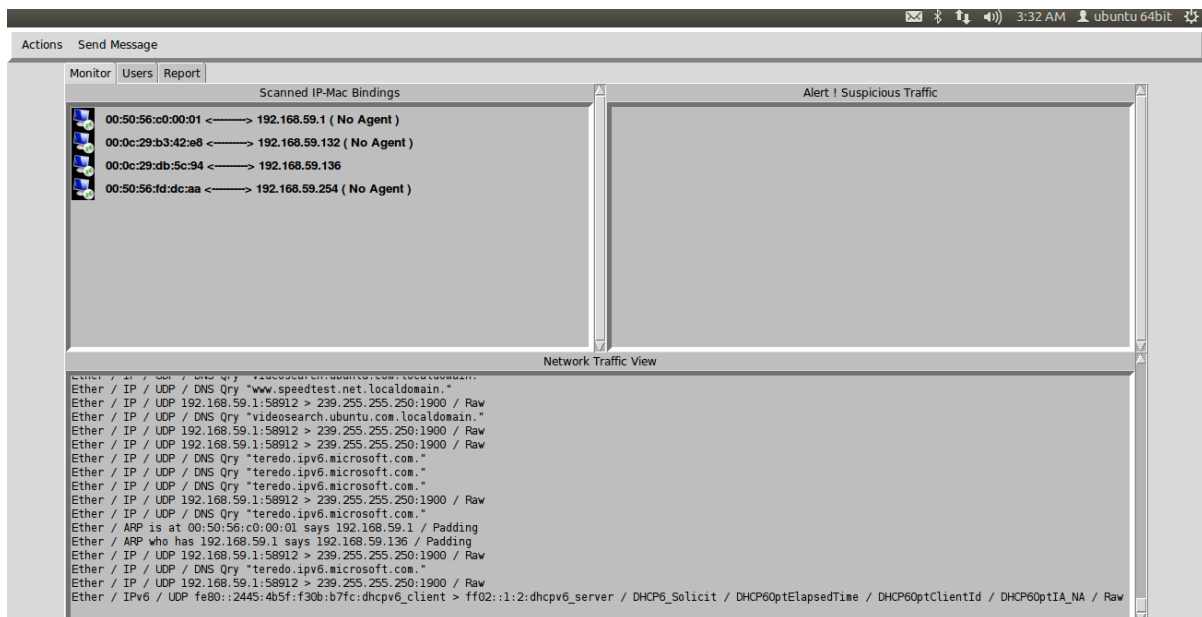 3:32 AM ubuntu 64bit
Actions Send Message
Monitor Users Report
Scanned IP-Mac Bindings
00:50:56:c0:00:01 <--------> 192.168.59.1 ( No Agent )
00:0c:29:b3:42:e8 <--------> 192.168.59.132 ( No Agent )
00:0c:29:db:5c:94 <--------> 192.168.59.136
00:50:56:fd:dc:aa <--------> 192.168.59.254 ( No Agent )
Alert ! Suspicious Traffic
Network Traffic View
Ether / IP / UDP / DNS Qry "videosearch.ubuntu.com.localdomain."
Ether / IP / UDP / DNS Qry "www.speedtest.net.localdomain."
Ether / IP / UDP 192.168.59.1:58912 > 239.255.255.250:1900 / Raw
Ether / IP / UDP / DNS Qry "videosearch.ubuntu.com.localdomain."
Ether / IP / UDP 192.168.59.1:58912 > 239.255.255.250:1900 / Raw
Ether / IP / UDP 192.168.59.1:58912 > 239.255.255.250:1900 / Raw
Ether / IP / UDP / DNS Qry "teredo.ipv6.microsoft.com."
Ether / IP / UDP / DNS Qry "teredo.ipv6.microsoft.com."
Ether / IP / UDP / DNS Qry "teredo.ipv6.microsoft.com."
Ether / IP / UDP 192.168.59.1:58912 > 239.255.255.250:1900 / Raw
Ether / IP / UDP / DNS Qry "teredo.ipv6.microsoft.com."
Ether / ARP is at 00:50:56:c0:00:01 says 192.168.59.1 / Padding
Ether / ARP who has 192.168.59.1 says 192.168.59.136 / Padding
Ether / IP / UDP 192.168.59.1:58912 > 239.255.255.250:1900 / Raw
Ether / IP / UDP / DNS Qry "teredo.ipv6.microsoft.com."
Ether / IP / UDP 192.168.59.1:58912 > 239.255.255.250:1900 / Raw
Ether / IPv6 / UDP fe80::2445:4b5f:f30b:b7fc:dhcpv6_client > ff02::1:2:dhcpv6_server / DHCP6_Solicit / DHCP6OptElapsedTime / DHCP6OptClientId / DHCP6OptIA_NA / Raw